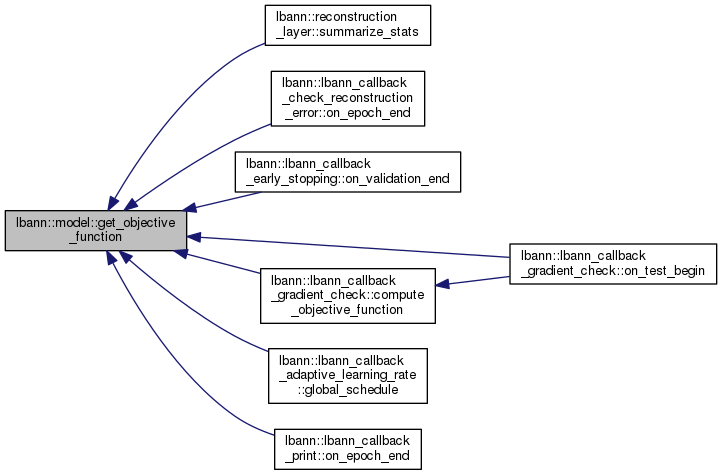 lbann::reconstruction
_layer::summarize_stats
lbann::lbann_callback
_check_reconstruction
_error::on_epoch_end
lbann::lbann_callback
_early_stopping::on_validation_end
lbann::model::get_objective
_function
lbann::lbann_callback
_gradient_check::on_test_begin
lbann::lbann_callback
_gradient_check::compute
_objective_function
lbann::lbann_callback
_adaptive_learning_rate
::global_schedule
lbann::lbann_callback
_print::on_epoch_end